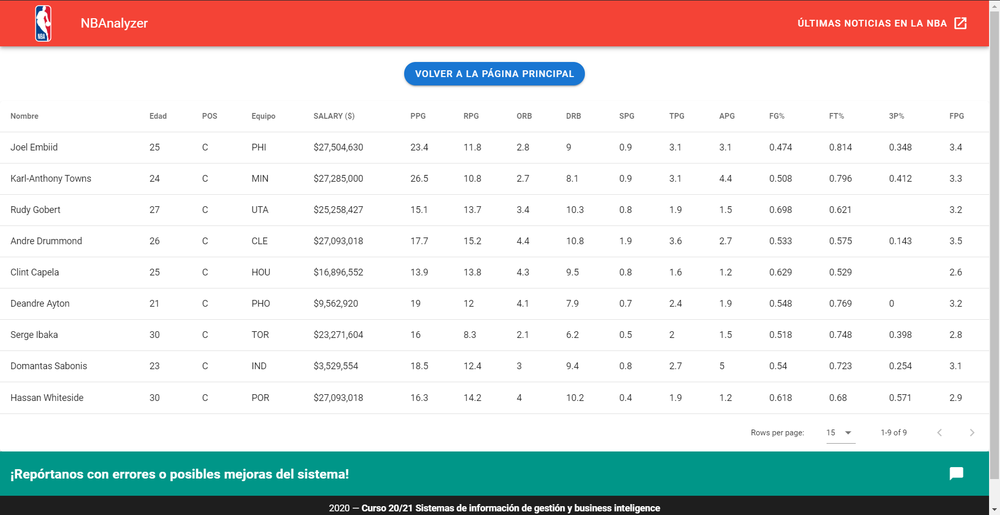 NBA
NBAnalyzer
ÚLTIMAS NOTICIAS EN LA NBA
VOLVER A LA PÁGINA PRINCIPAL
Nombre Edad POS Equipo SALARY ($) PPG RPG ORB DRB SPG TPG APG FG% FT% 3P% FPG
Joel Embiid 25 C PHI $27,504,630 23.4 11.8 2.8 9 0.9 3.1 3.1 0.474 0.814 0.348 3.4
Karl-Anthony Towns 24 C MIN $27,285,000 26.5 10.8 2.7 8.1 0.9 3.1 4.4 0.508 0.796 0.412 3.3
Rudy Gobert 27 C UTA $25,258,427 15.1 13.7 3.4 10.3 0.8 1.9 1.5 0.698 0.621 3.2
Andre Drummond 26 C CLE $27,093,018 17.7 15.2 4.4 10.8 1.9 3.6 2.7 0.533 0.575 0.143 3.5
Clint Capela 25 C HOU $16,896,552 13.9 13.8 4.3 9.5 0.8 1.6 1.2 0.629 0.529 2.6
Deandre Ayton 21 C PHO $9,562,920 19 12 4.1 7.9 0.7 2.4 1.9 0.548 0.769 0 3.2
Serge Ibaka 30 C TOR $23,271,604 16 8.3 2.1 6.2 0.5 2 1.5 0.518 0.748 0.398 2.8
Domantas Sabonis 23 C IND $3,529,554 18.5 12.4 3 9.4 0.8 2.7 5 0.54 0.723 0.254 3.1
Hassan Whiteside 30 C POR $27,093,018 16.3 14.2 4 10.2 0.4 1.9 1.2 0.618 0.68 0.571 2.9
Rows per page: 15 1-9 of 9
¡Repórtanos con errores o posibles mejoras del sistema!
2020 — Curso 20/21 Sistemas de información de gestión y business inteligence